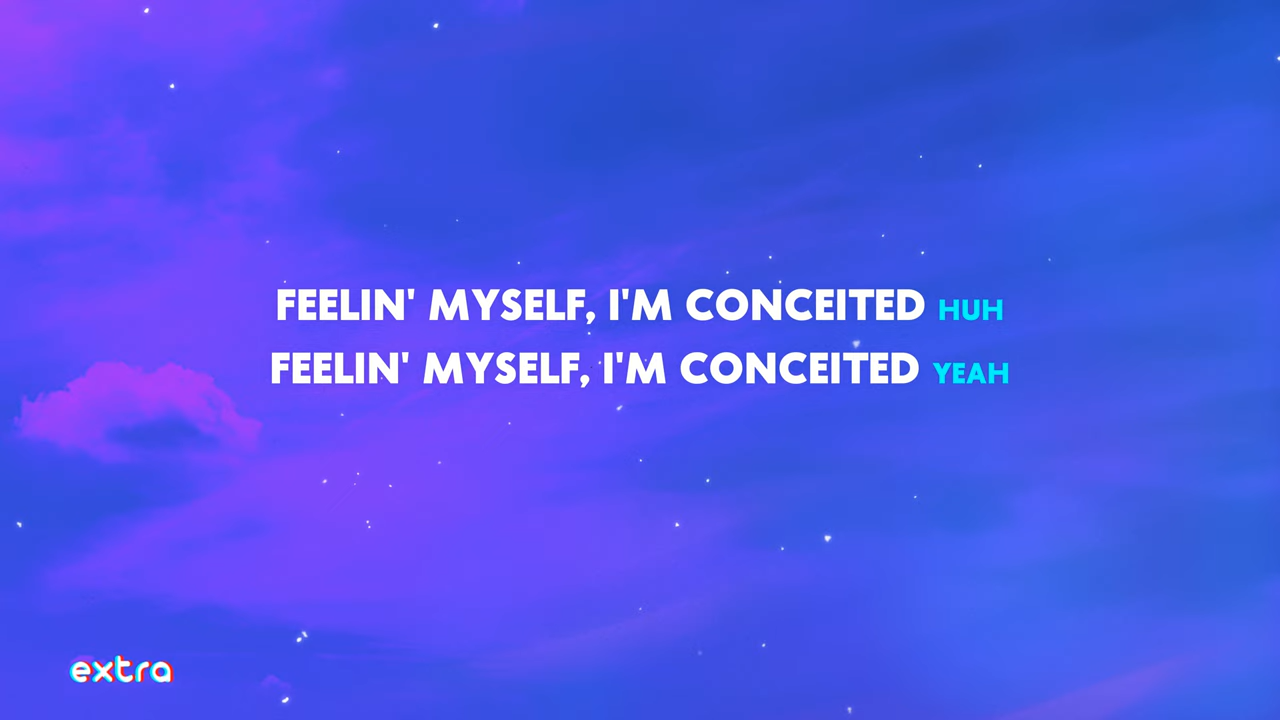 FEELIN' MYSELF, I'M CONCEITED HUH
FEELIN' MYSELF, I'M CONCEITED YEAH
extra